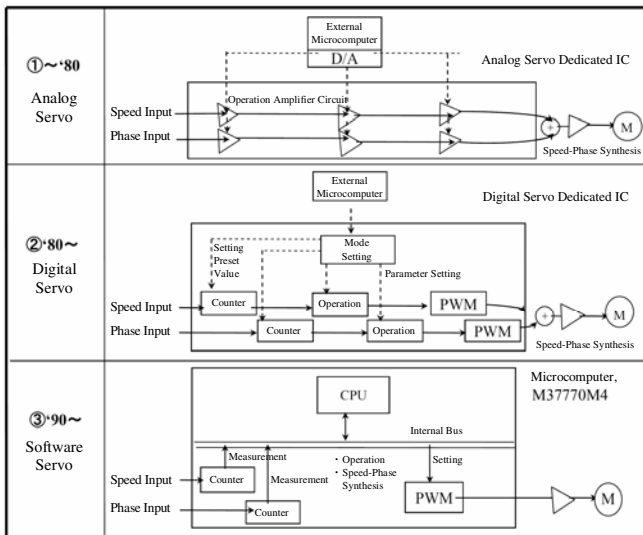 ①~'80
Analog
Servo
External
Microcomputer
D/A
Analog Servo Dedicated IC
Operation Amplifier Circuit
Speed Input
Phase Input
+
M
Speed-Phase Synthesis
②'80~
Digital
Servo
External
Microcomputer
Digital Servo Dedicated IC
Setting
Preset
Value
Mode
Setting
Parameter Setting
Speed Input
Counter
Operation
PWM
Phase Input
Counter
Operation
PWM
+
M
Speed-Phase Synthesis
③'90~
Software
Servo
Microcomputer,
M37770M4
CPU
Internal Bus
Measurement
Measurement
・Operation
・Speed-Phase
Synthesis
Setting
Speed Input
Counter
Phase Input
Counter
PWM
M